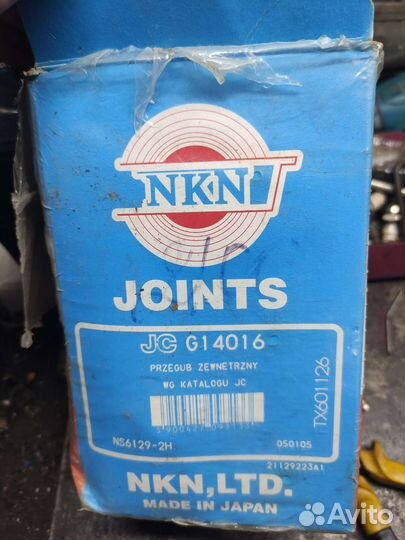 NKN
JOINTS
JC G14016
PRZEGUB ZEWNETRZNY
WG KATALOGU JC
TX601126
NS6129-2H
050105
21129223A1
NKN,LTD.
MADE IN JAPAN
Avito